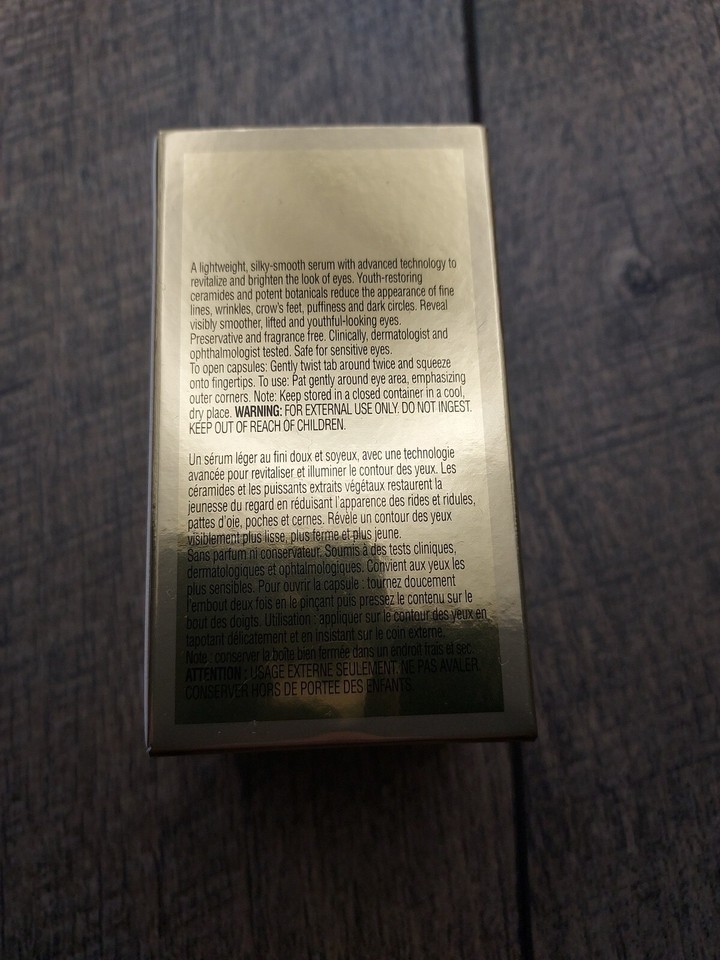 A lightweight, silky-smooth serum with advanced technology to
revitalize and brighten the look of eyes. Youth-restoring
ceramides and potent botanicals reduce the appearance of fine
lines, wrinkles, crow's feet, puffiness and dark circles. Reveal
visibly smoother, lifted and youthful-looking eyes.
Preservative and fragrance free. Clinically, dermatologist and
ophthalmologist tested. Safe for sensitive eyes.
To open capsules: Gently twist tab around twice and squeeze
onto fingertips. To use: Pat gently around eye area, emphasizing
outer corners. Note: Keep stored in a closed container in a cool,
dry place. WARNING: FOR EXTERNAL USE ONLY. DO NOT INGEST.
KEEP OUT OF REACH OF CHILDREN.
Un sérum léger au fini doux et soyeux, avec une technologie
avancée pour revitaliser et illuminer le contour des yeux. Les
céramides et les puissants extraits végétaux restaurent la
jeunesse du regard en réduisant l'apparence des rides et ridules,
pattes d'oie, poches et cernes. Révèle un contour des yeux
visiblement plus lisse, plus ferme et plus jeune.
Sans parfum ni conservateur. Soumis à des tests cliniques,
dermatologiques et ophtalmologiques. Convient aux yeux les
plus sensibles. Pour ouvrir la capsule : tournez doucement
l'embout deux fois en le pinçant puis pressez le contenu sur le
bout des doigts. Utilisation : appliquer sur le contour des yeux en
tapotant délicatement et en insistant sur le coin externe.
Note : conserver la boîte bien fermée dans un endroit frais et sec.
ATTENTION : USAGE EXTERNE SEULEMENT. NE PAS AVALER.
CONSERVER HORS DE PORTEE DES ENFANTS.